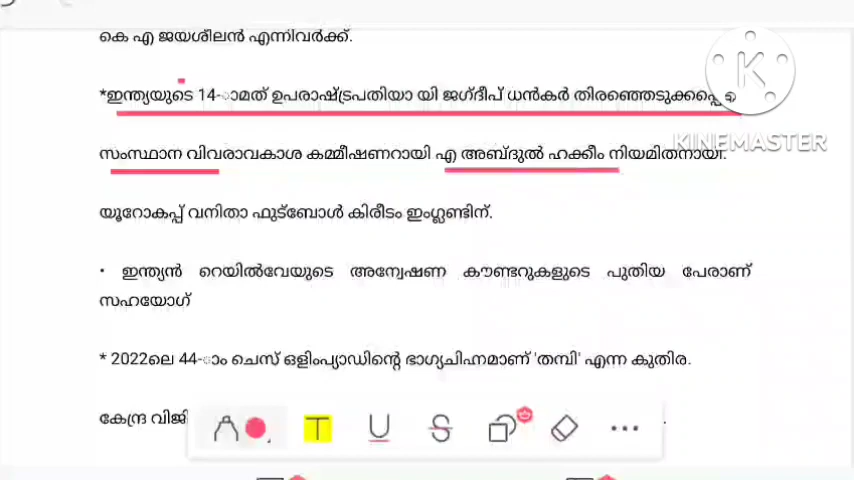 കെ എ ജയശീലൻ എന്നിവർക്ക്.
*ഇന്ത്യയുടെ 14-ാമത് ഉപരാഷ്ട്രപതിയാ യി ജഗ്ദീപ് ധൻകർ തിരഞ്ഞെടുക്കപ്പെട്ടു
സംസ്ഥാന വിവരാവകാശ കമ്മീഷണറായി എ അബ്ദുൽ ഹക്കീം നിയമിതനായി.
യൂറോകപ്പ് വനിതാ ഫുട്ബോൾ കിരീടം ഇംഗ്ലണ്ടിന്.
• ഇന്ത്യൻ റെയിൽവേയുടെ അന്വേഷണ കൗണ്ടറുകളുടെ പുതിയ പേരാണ്
സഹയോഗ്
* 2022ലെ 44-ാം ചെസ് ഒളിംപ്യാഡിന്റെ ഭാഗ്യചിഹ്നമാണ് 'തമ്പി' എന്ന കുതിര.
കേന്ദ്ര
K
KINEMASTER
T
U
S